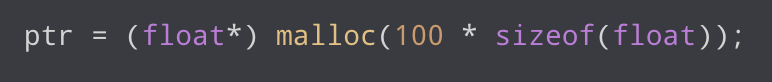 ptr = (float*) malloc(100 * sizeof(float));